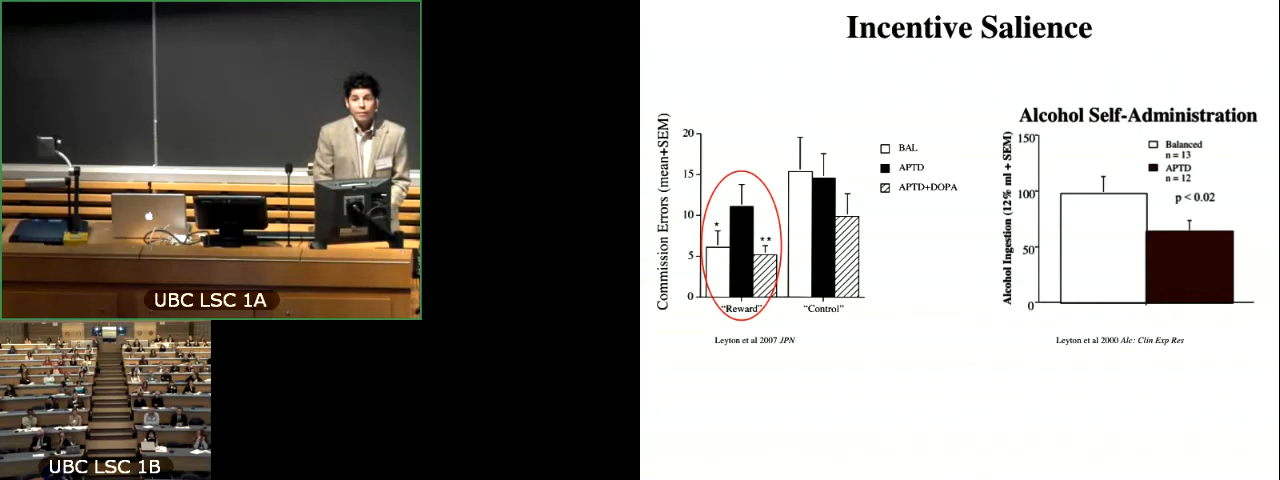 UBC LSC 1A
UBC LSC 1B
Incentive Salience
Commission Errors (mean+SEM)
20
15
10
5
0
*
**
"Reward"
"Control"
BAL
APTD
APTD+DOPA
Leyton et al 2007 JPN
Alcohol Self-Administration
Alcohol Ingestion (12% ml + SEM)
150
100
50
0
Balanced
n = 13
APTD
n = 12
p < 0.02
Leyton et al 2000 Alc: Clin Exp Res